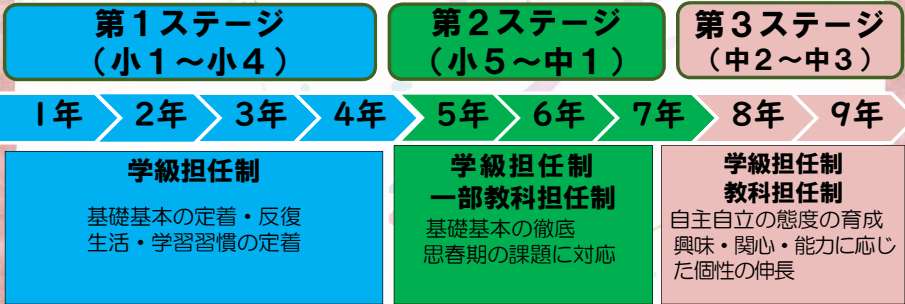 第1ステージ
（小1～小4）
第2ステージ
（小5～中1）
第3ステージ
（中2～中3）
1年
2年
3年
4年
5年
6年
7年
8年
9年
学級担任制
基礎基本の定着・反復
生活・学習習慣の定着
学級担任制
一部教科担任制
基礎基本の徹底
思春期の課題に対応
学級担任制
教科担任制
自主自立の態度の育成
興味・関心・能力に応じ
た個性の伸長